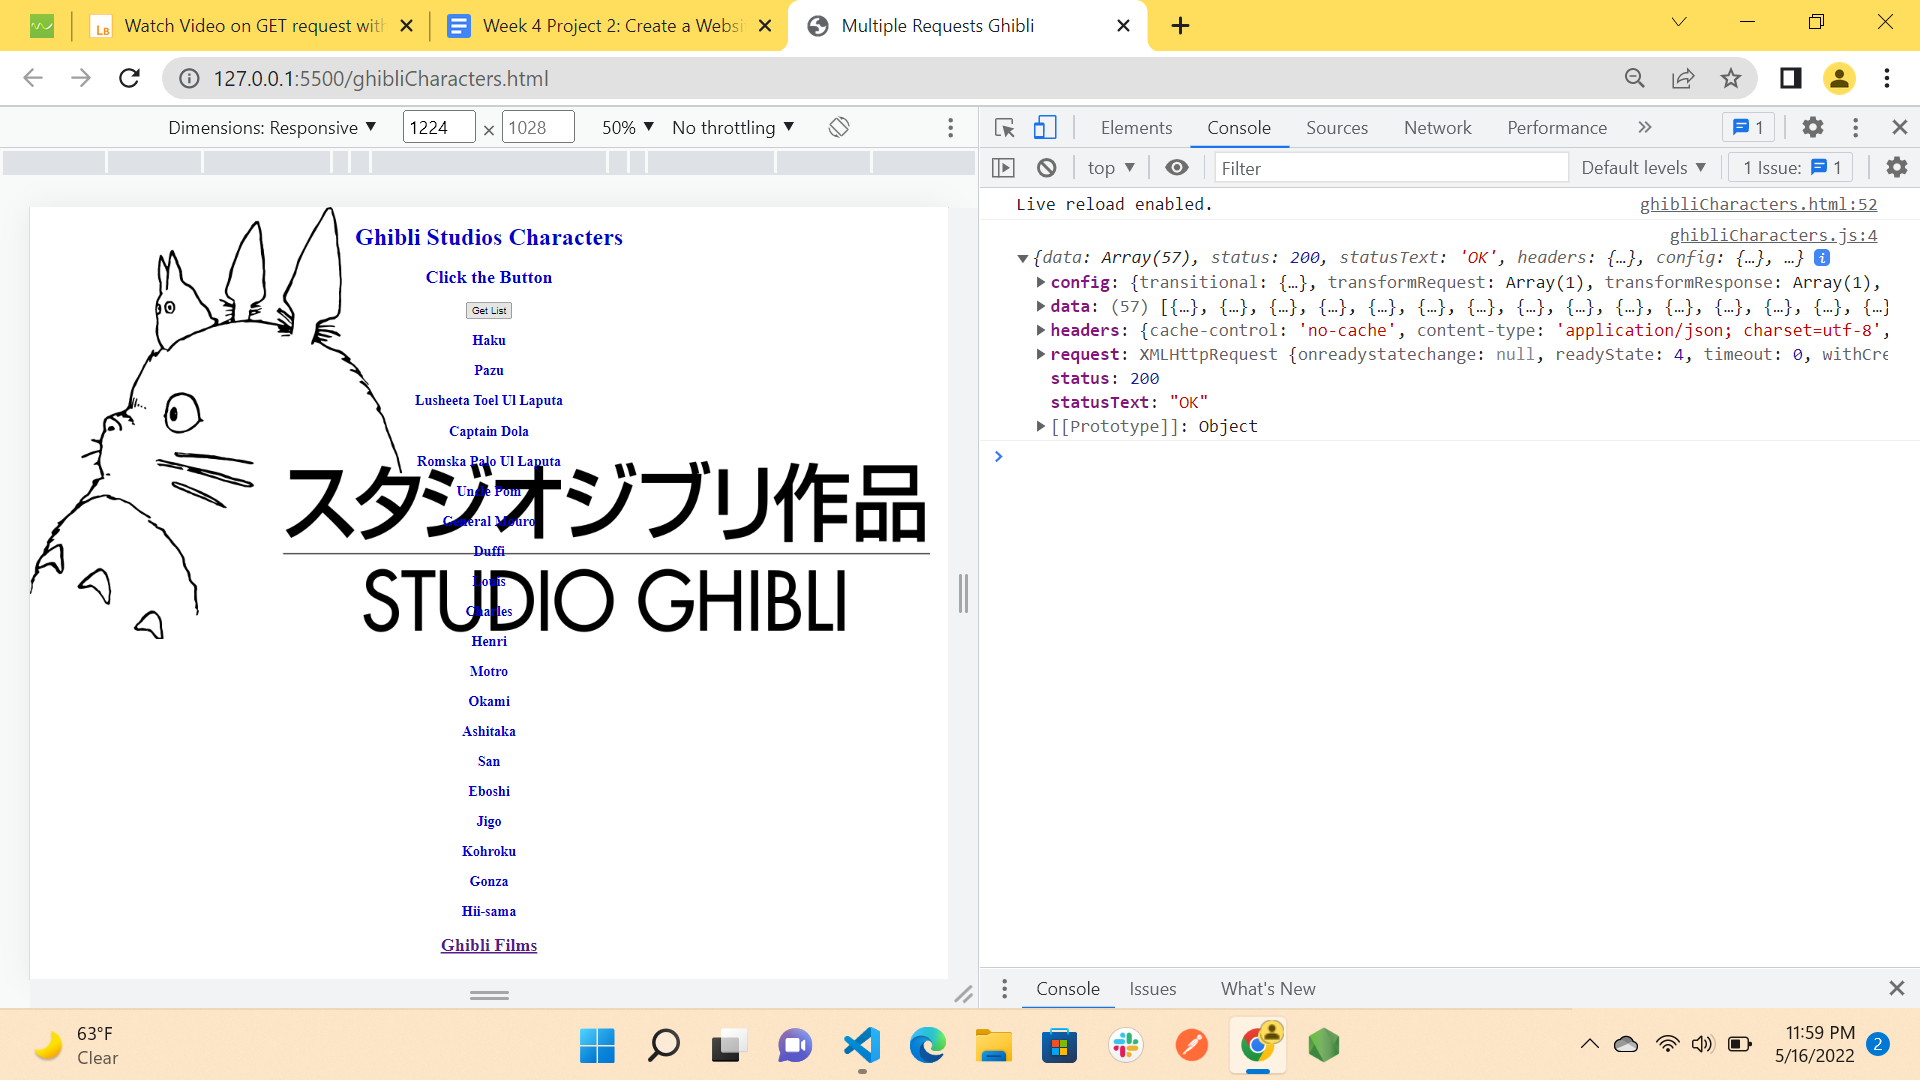 Watch Video on GET request with
Week 4 Project 2: Create a Websi
Multiple Requests Ghibli
127.0.0.1:5500/ghibliCharacters.html
Dimensions: Responsive ▼ 1224 × 1028 50% ▼ No throttling ▼
Elements Console Sources Network Performance » 1
top ▼ Filter Default levels ▼ 1 Issue: 1
Live reload enabled. ghibliCharacters.html:52
ghibliCharacters.js:4
▼{data: Array(57), status: 200, statusText: 'OK', headers: {…}, config: {…}, …} i
▶config: {transitional: {…}, transformRequest: Array(1), transformResponse: Array(1),
▶data: (57) [{…}, {…}, {…}, {…}, {…}, {…}, {…}, {…}, {…}, {…}, {…}, {…}, {…}, {…}, {…}
▶headers: {cache-control: 'no-cache', content-type: 'application/json; charset=utf-8',
▶request: XMLHttpRequest {onreadystatechange: null, readyState: 4, timeout: 0, withCre
status: 200
statusText: "OK"
▶[[Prototype]]: Object
Ghibli Studios Characters
Click the Button
Get List
Haku
Pazu
Lusheeta Toel Ul Laputa
Captain Dola
Romska Palo Ul Laputa
Uncle Pom
General Mouro
スタジオジブリ作品
Duffi
Louis
Charles
STUDIO GHIBLI
Henri
Motro
Okami
Ashitaka
San
Eboshi
Jigo
Kohroku
Gonza
Hii-sama
Ghibli Films
Console Issues What's New
63°F
Clear
11:59 PM
5/16/2022
2